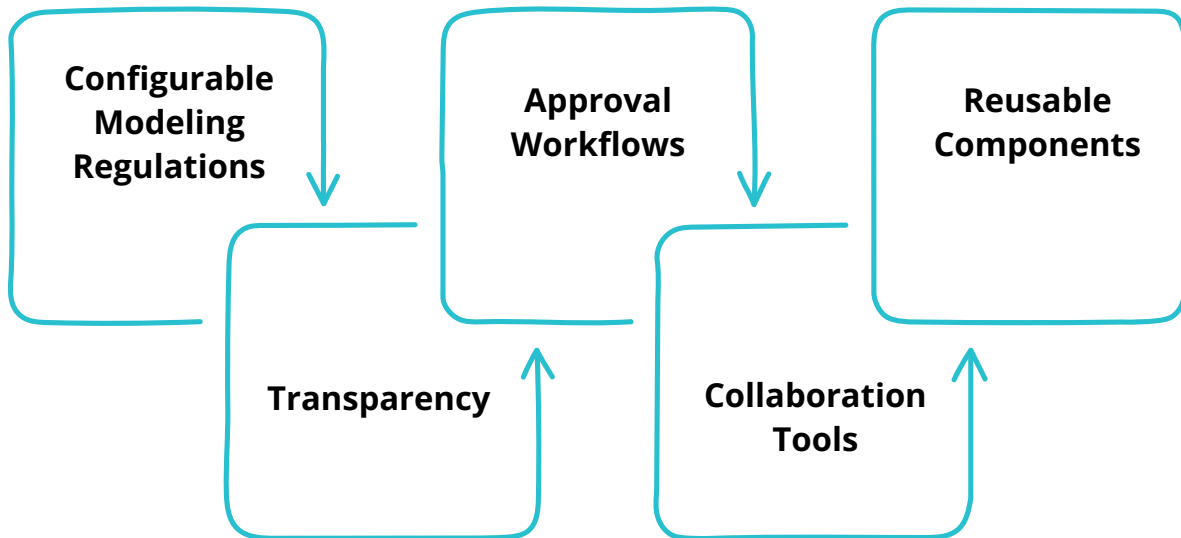 Configurable
Modeling
Regulations
Transparency
Approval
Workflows
Collaboration
Tools
Reusable
Components